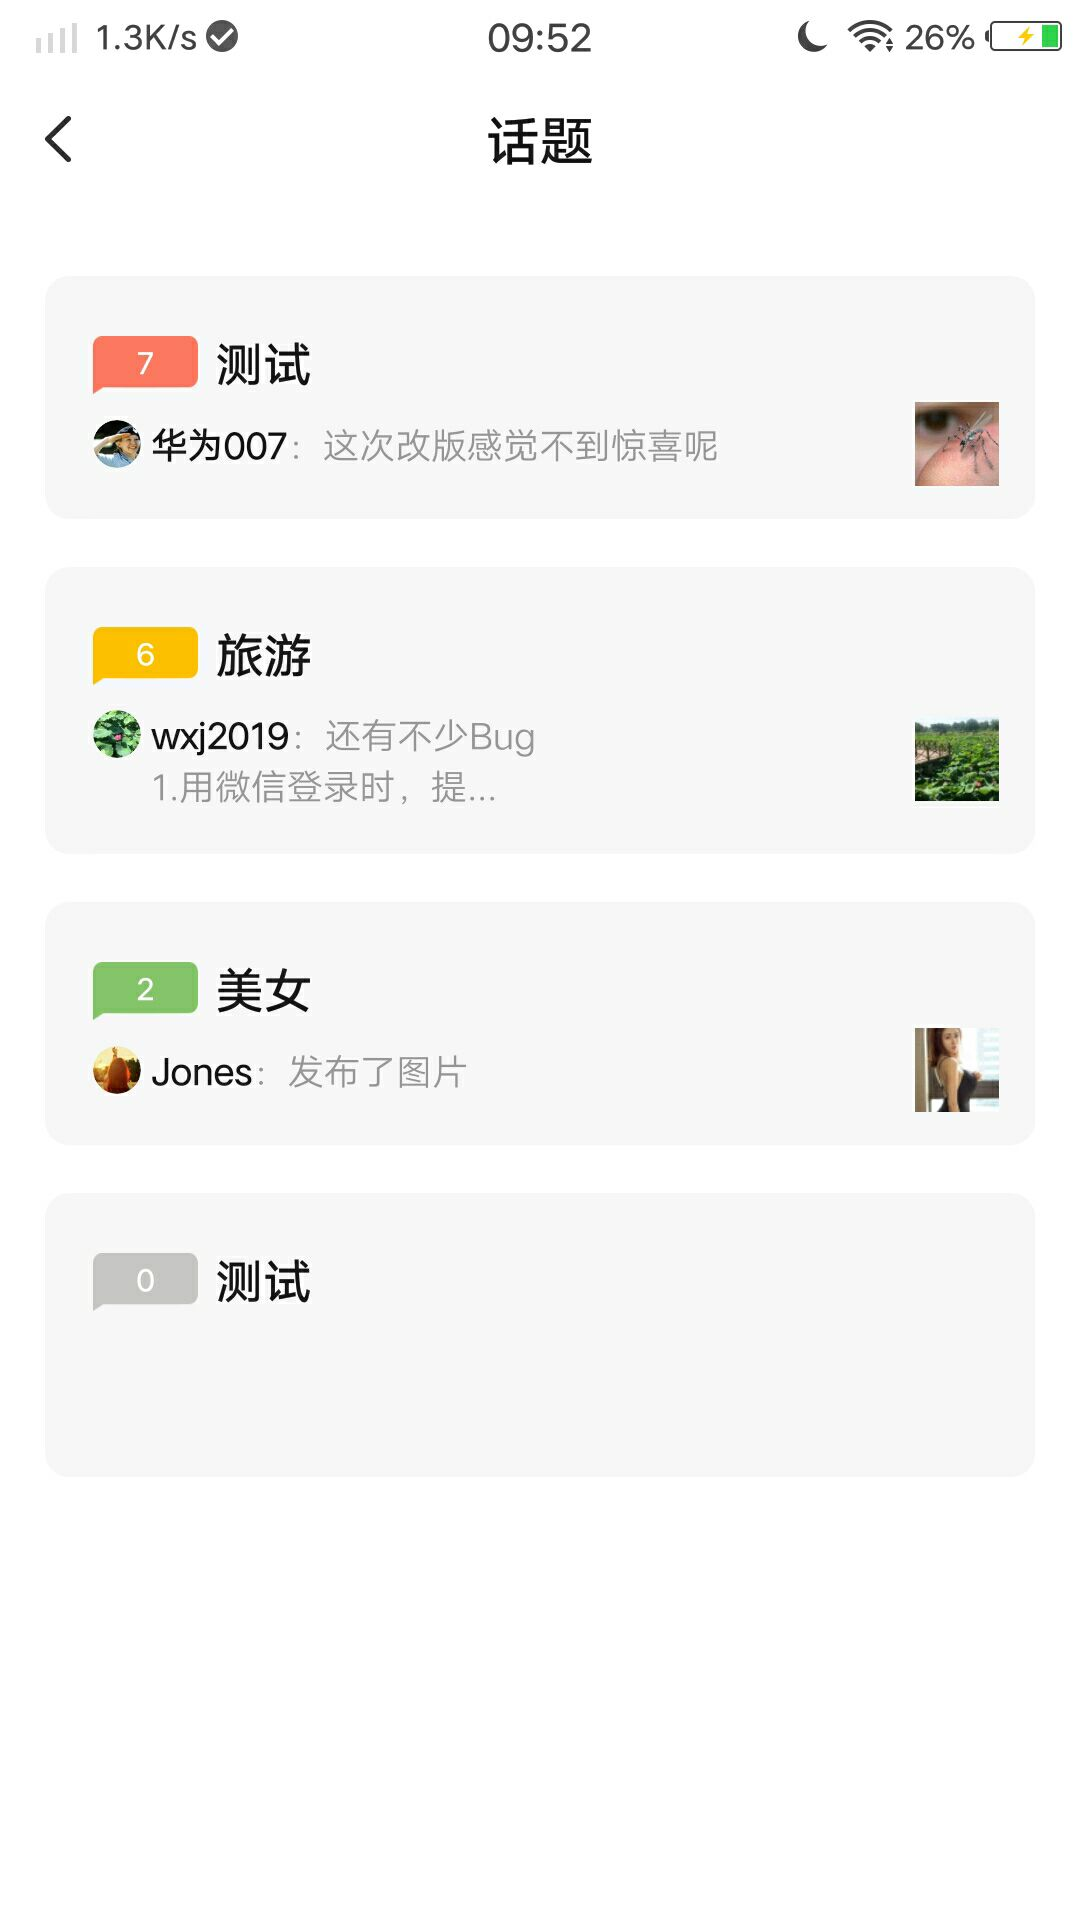 1.3K/s
09:52
26%
话题
7 测试
华为007: 这次改版感觉不到惊喜呢
6 旅游
wxj2019: 还有不少Bug
1.用微信登录时，提...
2 美女
Jones: 发布了图片
0 测试